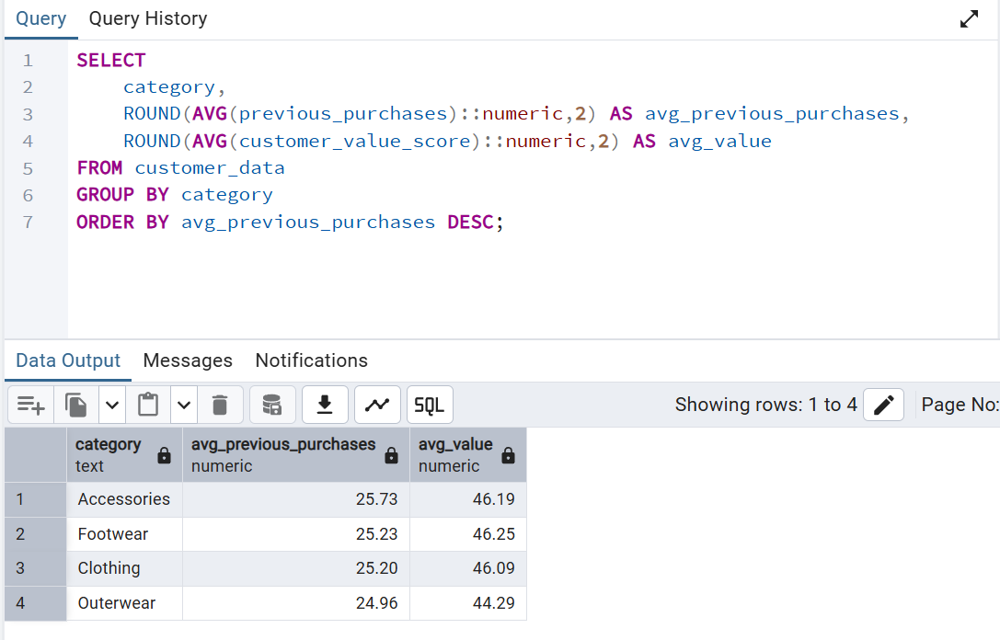 Query Query History
1 SELECT
2 category,
3 ROUND(AVG(previous_purchases)::numeric,2) AS avg_previous_purchases,
4 ROUND(AVG(customer_value_score)::numeric,2) AS avg_value
5 FROM customer_data
6 GROUP BY category
7 ORDER BY avg_previous_purchases DESC;
Data Output Messages Notifications
SQL Showing rows: 1 to 4 Page No:
category avg_previous_purchases avg_value
text numeric numeric
1 Accessories 25.73 46.19
2 Footwear 25.23 46.25
3 Clothing 25.20 46.09
4 Outerwear 24.96 44.29